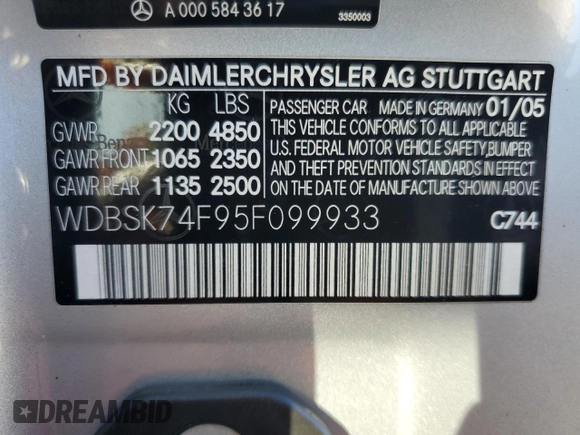 A 000 584 36 17
3350003
MFD BY DAIMLERCHRYSLER AG STUTTGART
KG LBS
GVWR 2200 4850
GAWR FRONT 1065 2350
GAWR REAR 1135 2500
PASSENGER CAR MADE IN GERMANY 01/05
THIS VEHICLE CONFORMS TO ALL APPLICABLE
U.S. FEDERAL MOTOR VEHICLE SAFETY, BUMPER
AND THEFT PREVENTION STANDARDS IN EFFECT
ON THE DATE OF MANUFACTURE SHOWN ABOVE.
WDBSK74F95F099933
C744
DREAMBID